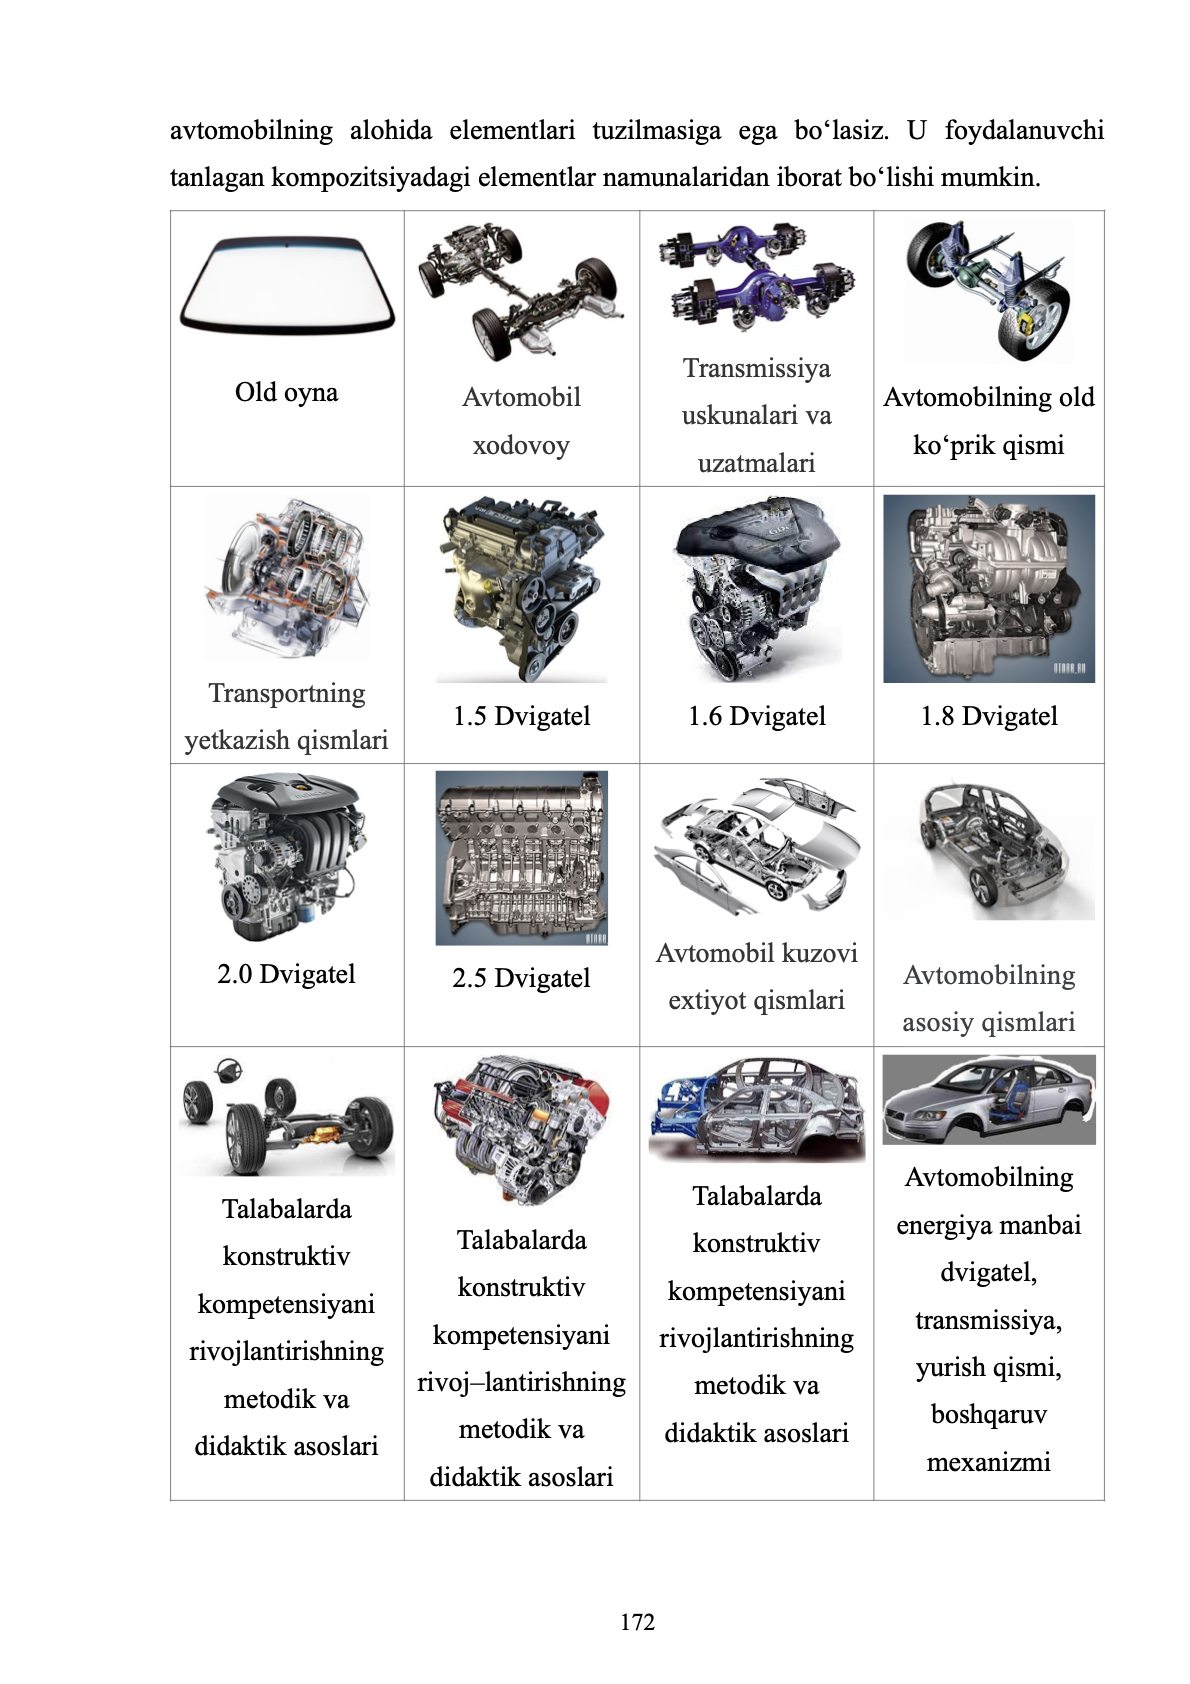 avtomobilning alohida elementlari tuzilmasiga ega bo‘lasiz. U foydalanuvchi
tanlagan kompozitsiyadagi elementlar namunalaridan iborat bo‘lishi mumkin.
Old oyna
Avtomobil
xodovoy
Transmissiya
uskunalari va
uzatmalari
Avtomobilning old
ko‘prik qismi
Transportning
yetkazish qismlari
1.5 Dvigatel
1.6 Dvigatel
1.8 Dvigatel
2.0 Dvigatel
2.5 Dvigatel
Avtomobil kuzovi
extiyot qismlari
Avtomobilning
asosiy qismlari
Talabalarda
konstruktiv
kompetensiyani
rivojlantirishning
metodik va
didaktik asoslari
Talabalarda
konstruktiv
kompetensiyani
rivoj–lantirishning
metodik va
didaktik asoslari
Talabalarda
konstruktiv
kompetensiyani
rivojlantirishning
metodik va
didaktik asoslari
Avtomobilning
energiya manbai
dvigatel,
transmissiya,
yurish qismi,
boshqaruv
mexanizmi
172